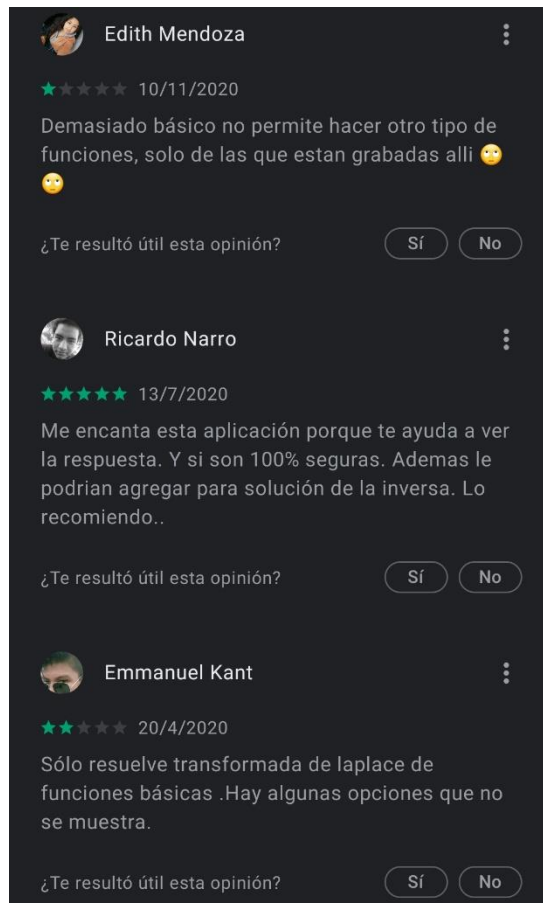 Edith Mendoza
10/11/2020
Demasiado básico no permite hacer otro tipo de
funciones, solo de las que estan grabadas alli 🙄
🙄
¿Te resultó útil esta opinión? Sí No
Ricardo Narro
13/7/2020
Me encanta esta aplicación porque te ayuda a ver
la respuesta. Y si son 100% seguras. Ademas le
podrian agregar para solución de la inversa. Lo
recomiendo..
¿Te resultó útil esta opinión? Sí No
Emmanuel Kant
20/4/2020
Sólo resuelve transformada de laplace de
funciones básicas .Hay algunas opciones que no
se muestra.
¿Te resultó útil esta opinión? Sí No